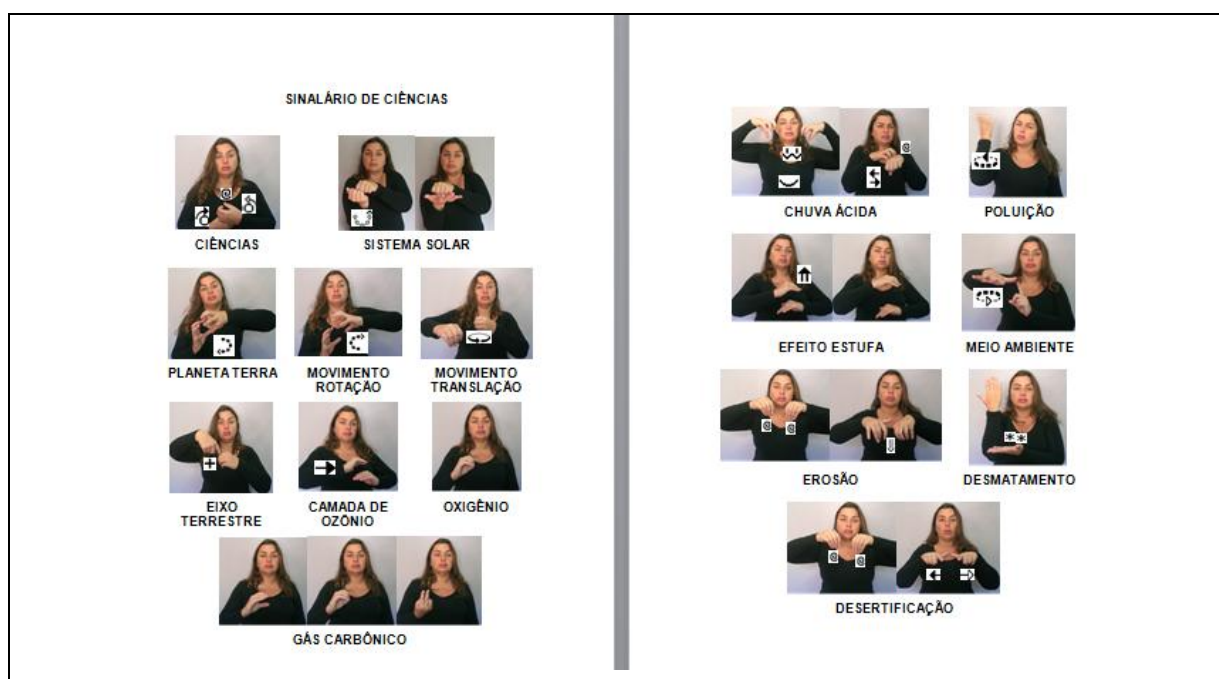 SINALÁRIO DE CIÊNCIAS
CIÊNCIAS
SISTEMA SOLAR
PLANETA TERRA
MOVIMENTO
ROTAÇÃO
MOVIMENTO
TRANSLAÇÃO
EIXO
TERRESTRE
CAMADA DE
OZÔNIO
OXIGÊNIO
GÁS CARBÔNICO
CHUVA ÁCIDA
POLUIÇÃO
EFEITO ESTUFA
MEIO AMBIENTE
EROSÃO
DESMATAMENTO
DESERTIFICAÇÃO